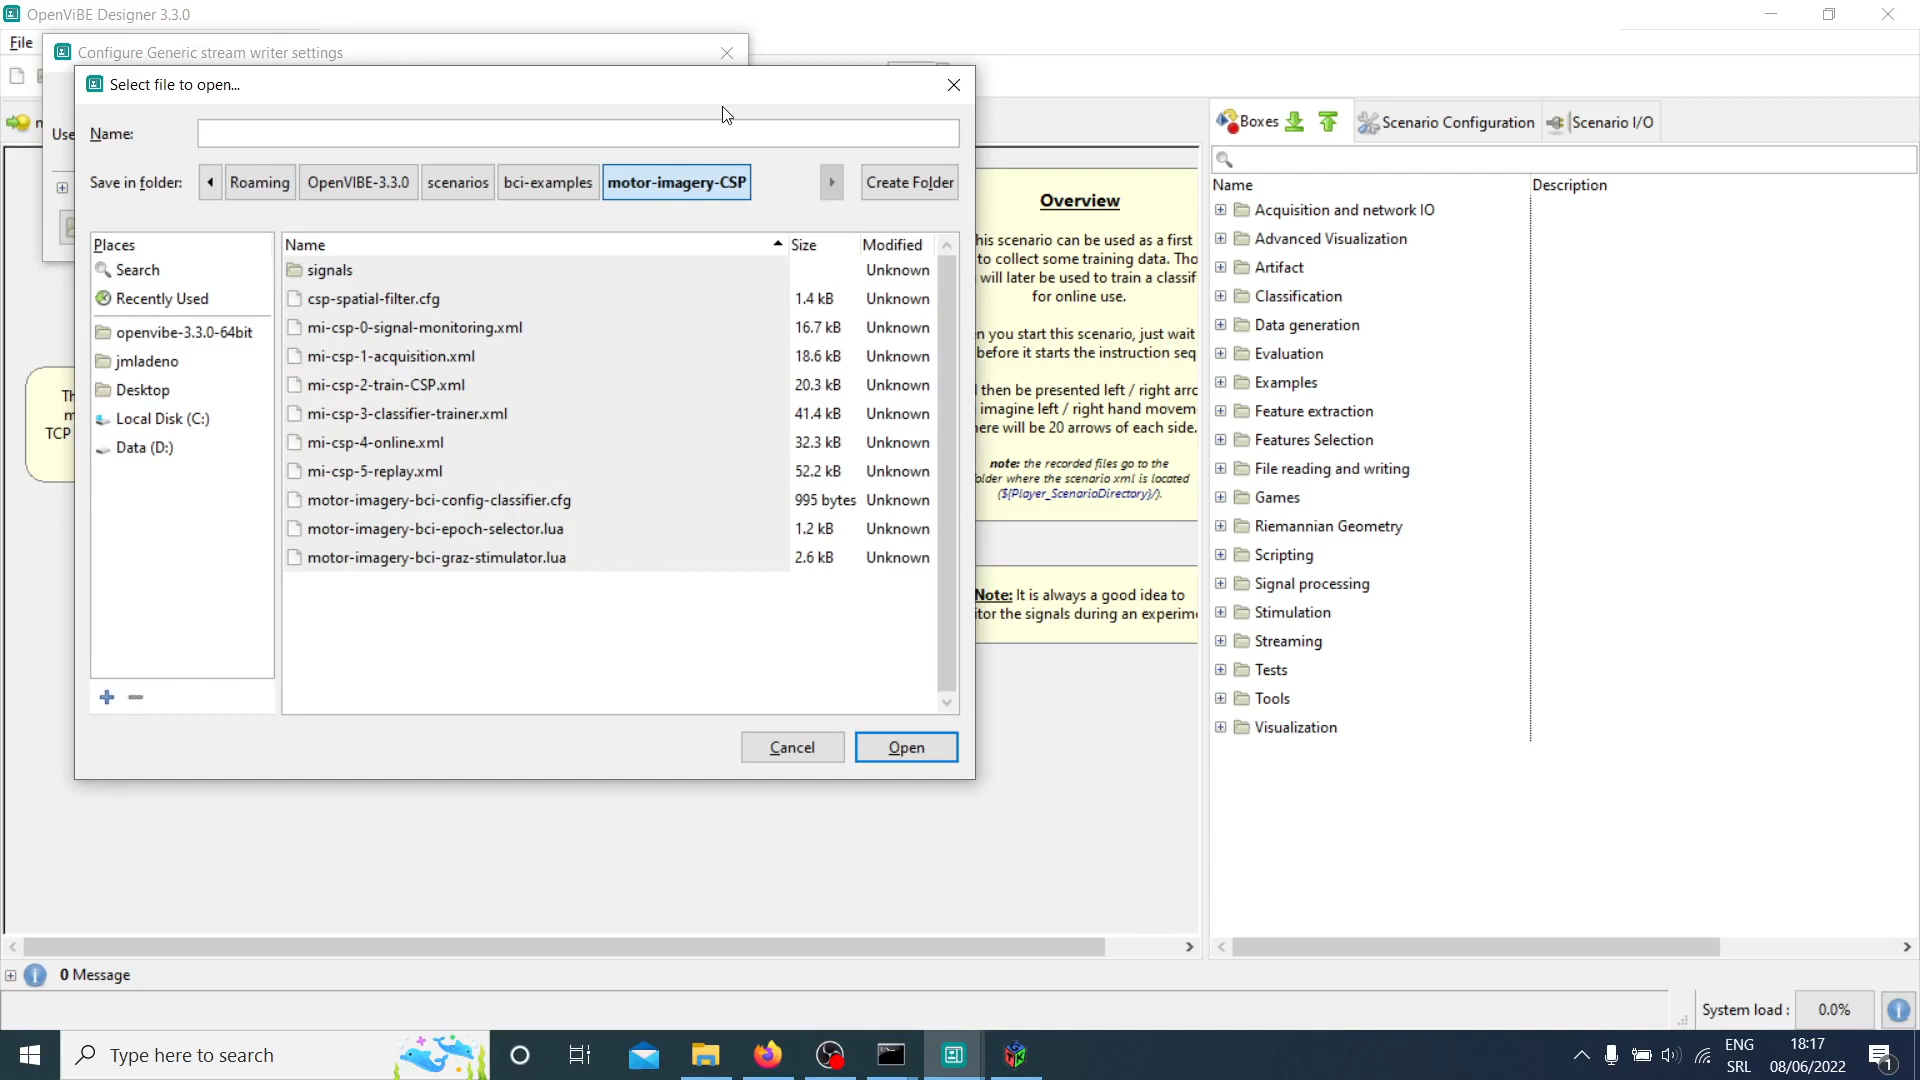 OpenViBE Designer 3.3.0
File
Configure Generic stream writer settings
Select file to open...
Use
Name:
Save in folder:
Roaming
OpenVIBE-3.3.0
scenarios
bci-examples
motor-imagery-CSP
Create Folder
Places
Search
Recently Used
openvibe-3.3.0-64bit
jmladeno
Desktop
Local Disk (C:)
Data (D:)
Name Size Modified
signals Unknown
csp-spatial-filter.cfg 1.4 kB Unknown
mi-csp-0-signal-monitoring.xml 16.7 kB Unknown
mi-csp-1-acquisition.xml 18.6 kB Unknown
mi-csp-2-train-CSP.xml 20.3 kB Unknown
mi-csp-3-classifier-trainer.xml 41.4 kB Unknown
mi-csp-4-online.xml 32.3 kB Unknown
mi-csp-5-replay.xml 52.2 kB Unknown
motor-imagery-bci-config-classifier.cfg 995 bytes Unknown
motor-imagery-bci-epoch-selector.lua 1.2 kB Unknown
motor-imagery-bci-graz-stimulator.lua 2.6 kB Unknown
Cancel
Open
TCP
Overview
his scenario can be used as a first
to collect some training data. Tho
will later be used to train a classif
for online use.
n you start this scenario, just wait
before it starts the instruction seq
l then be presented left / right arro
imagine left / right hand movem
here will be 20 arrows of each side.
note: the recorded files go to the
older where the scenario xml is located
(${Player_ScenarioDirectory}/).
Note: It is always a good idea to
itor the signals during an experim
Boxes
Scenario Configuration
Scenario I/O
Name Description
Acquisition and network IO
Advanced Visualization
Artifact
Classification
Data generation
Evaluation
Examples
Feature extraction
Features Selection
File reading and writing
Games
Riemannian Geometry
Scripting
Signal processing
Stimulation
Streaming
Tests
Tools
Visualization
0 Message
System load :
0.0%
Type here to search
ENG
SRL
18:17
08/06/2022
1